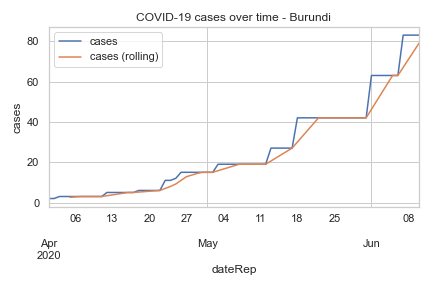 COVID-19 cases over time - Burundi
cases
cases (rolling)
80
60
40
20
0
cases
06 13 20 27 04 11 18 25 08
Apr May Jun
2020
dateRep